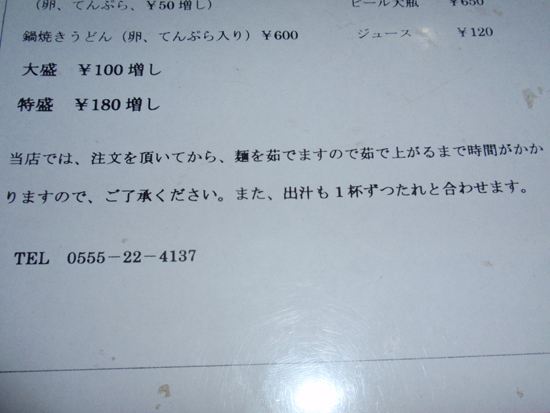 （卵、てんぷら、￥50増し）
ビール大瓶 ￥650
鍋焼きうどん（卵、てんぷら入り）￥600
ジュース ￥120
大盛 ￥100増し
特盛 ￥180増し
当店では、注文を頂いてから、麺を茹でますので茹で上がるまで時間がかか
りますので、ご了承ください。また、出汁も１杯ずつたれと合わせます。
TEL 0555－22－4137